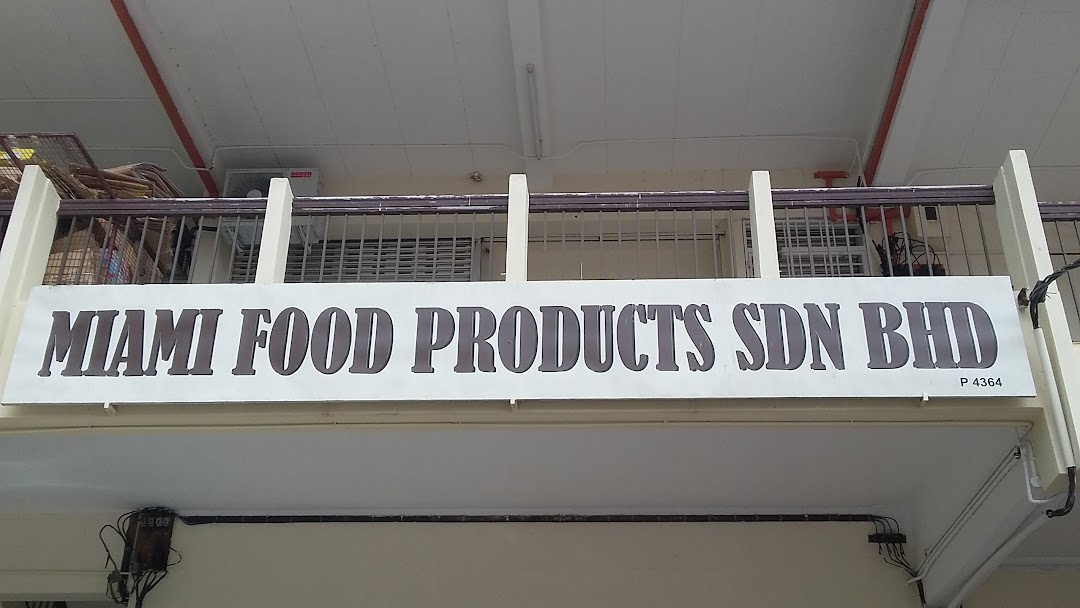 MIAMI FOOD PRODUCTS SDN BHD
P 4364